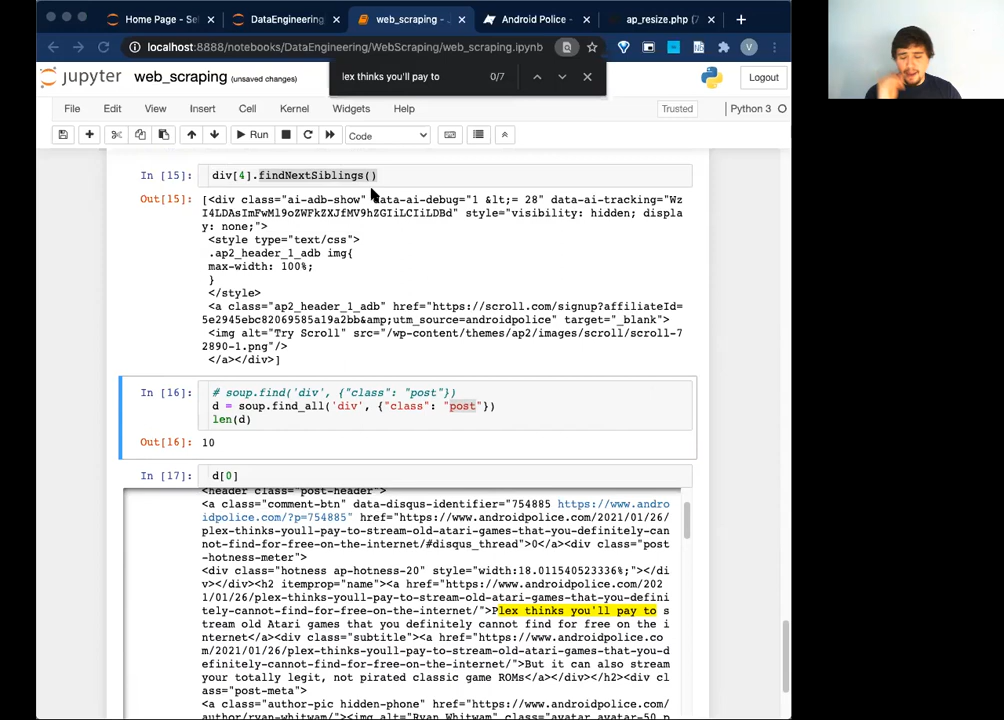 Home Page - Sel
DataEngineering
web_scraping -
Android Police -
ap_resize.php (7
localhost:8888/notebooks/DataEngineering/WebScraping/web_scraping.ipynb
V
lex thinks you'll pay to
0/7
jupyter
web_scraping (unsaved changes)
Logout
File
Edit
View
Insert
Cell
Kernel
Widgets
Help
Trusted
Python 3
Run
Code
In [15]: div[4].findNextSiblings()
Out[15]: [<div class="ai-adb-show" data-ai-debug="1 &lt;= 28" data-ai-tracking="Wz
I4LDAsImFwMl9oZWFkZXJfMV9hZGIiLCIiLDBd" style="visibility: hidden; displa
y: none;">
<style type="text/css">
.ap2_header_1_adb img{
max-width: 100%;
}
</style>
<a class="ap2_header_1_adb" href="https://scroll.com/signup?affiliateId=
5e2945ebc82069585a19a2bb&amp;utm_source=androidpolice" target="_blank">
<img alt="Try Scroll" src="/wp-content/themes/ap2/images/scroll/scroll-7
2890-1.png"/>
</a></div>]
In [16]: # soup.find('div', {"class": "post"})
d = soup.find_all('div', {"class": "post"})
len(d)
Out[16]: 10
In [17]: d[0]
<header class="post-header">
<a class="comment-btn" data-disqus-identifier="754885 https://www.andro
idpolice.com/?p=754885" href="https://www.androidpolice.com/2021/01/26/
plex-thinks-youll-pay-to-stream-old-atari-games-that-you-definitely-can
not-find-for-free-on-the-internet/#disqus_thread">0</a><div class="post
-hotness-meter">
<div class="hotness ap-hotness-20" style="width:18.011540523336%;"></di
v></div><h2 itemprop="name"><a href="https://www.androidpolice.com/202
1/01/26/plex-thinks-youll-pay-to-stream-old-atari-games-that-you-defini
tely-cannot-find-for-free-on-the-internet/">Plex thinks you'll pay to s
tream old Atari games that you definitely cannot find for free on the i
nternet</a><div class="subtitle"><a href="https://www.androidpolice.co
m/2021/01/26/plex-thinks-youll-pay-to-stream-old-atari-games-that-you-d
efinitely-cannot-find-for-free-on-the-internet/">But it can also stream
your totally legit, not pirated classic game ROMs</a></div></h2><div cl
ass="post-meta">
<a class="author-pic hidden-phone" href="https://www.androidpolice.com/
author/ryan-whitwam/"><img alt="Ryan Whitwam" class="avatar avatar-50 p